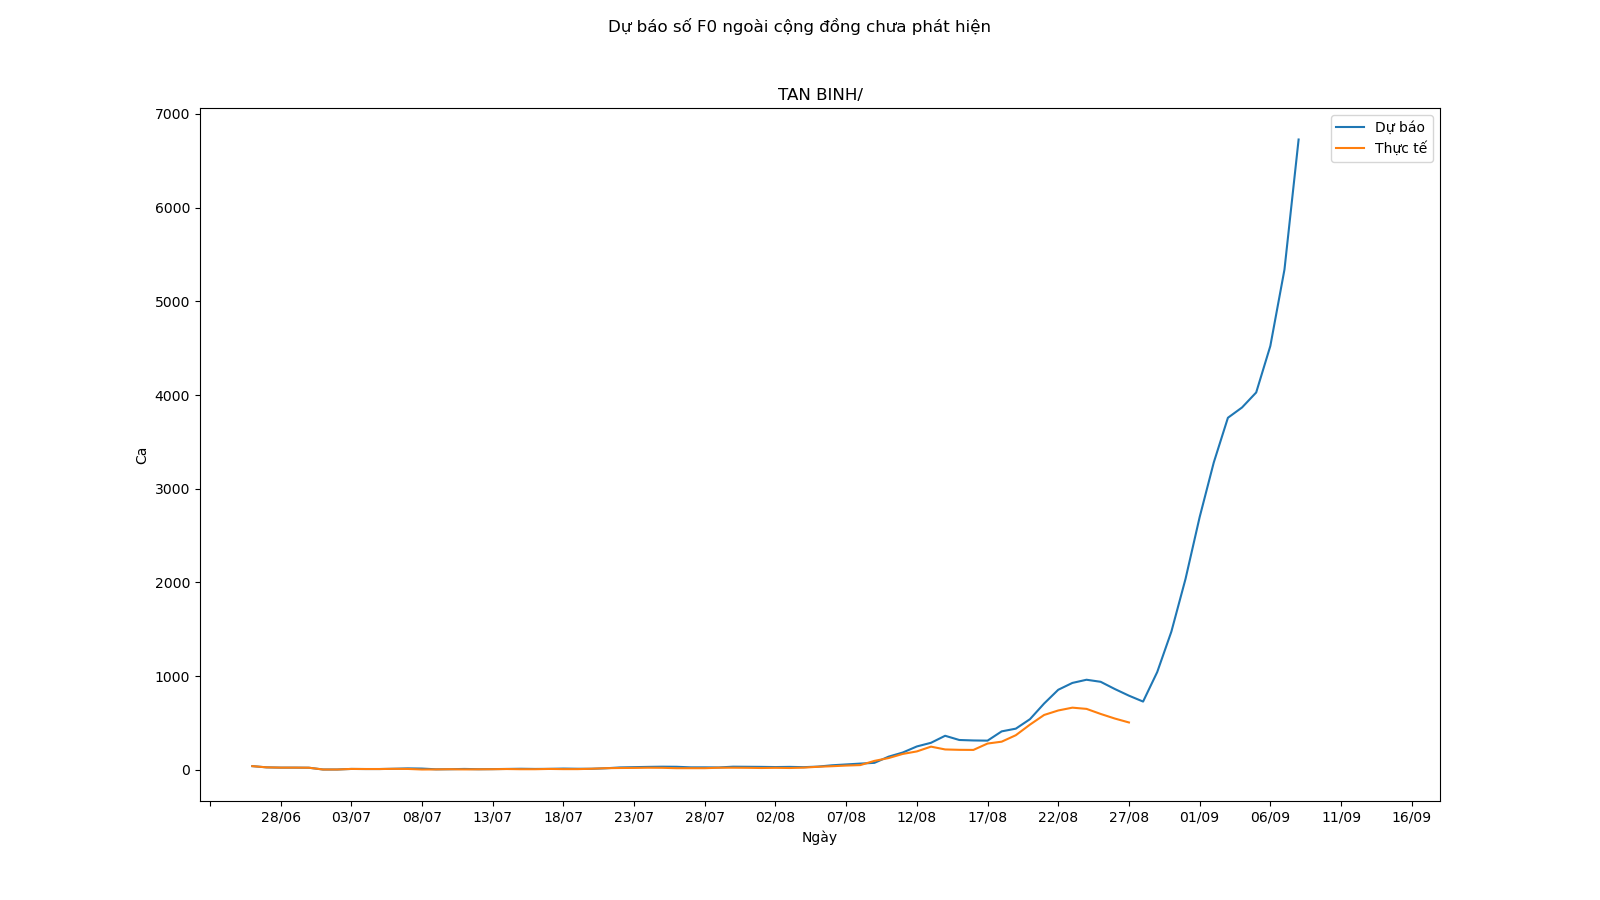 Dự báo số F0 ngoài cộng đồng chưa phát hiện
TAN BINH/
Dự báo
Thực tế
7000
6000
5000
4000
3000
2000
1000
0
Ca
28/06 03/07 08/07 13/07 18/07 23/07 28/07 02/08 07/08 12/08 17/08 22/08 27/08 01/09 06/09 11/09 16/09
Ngày